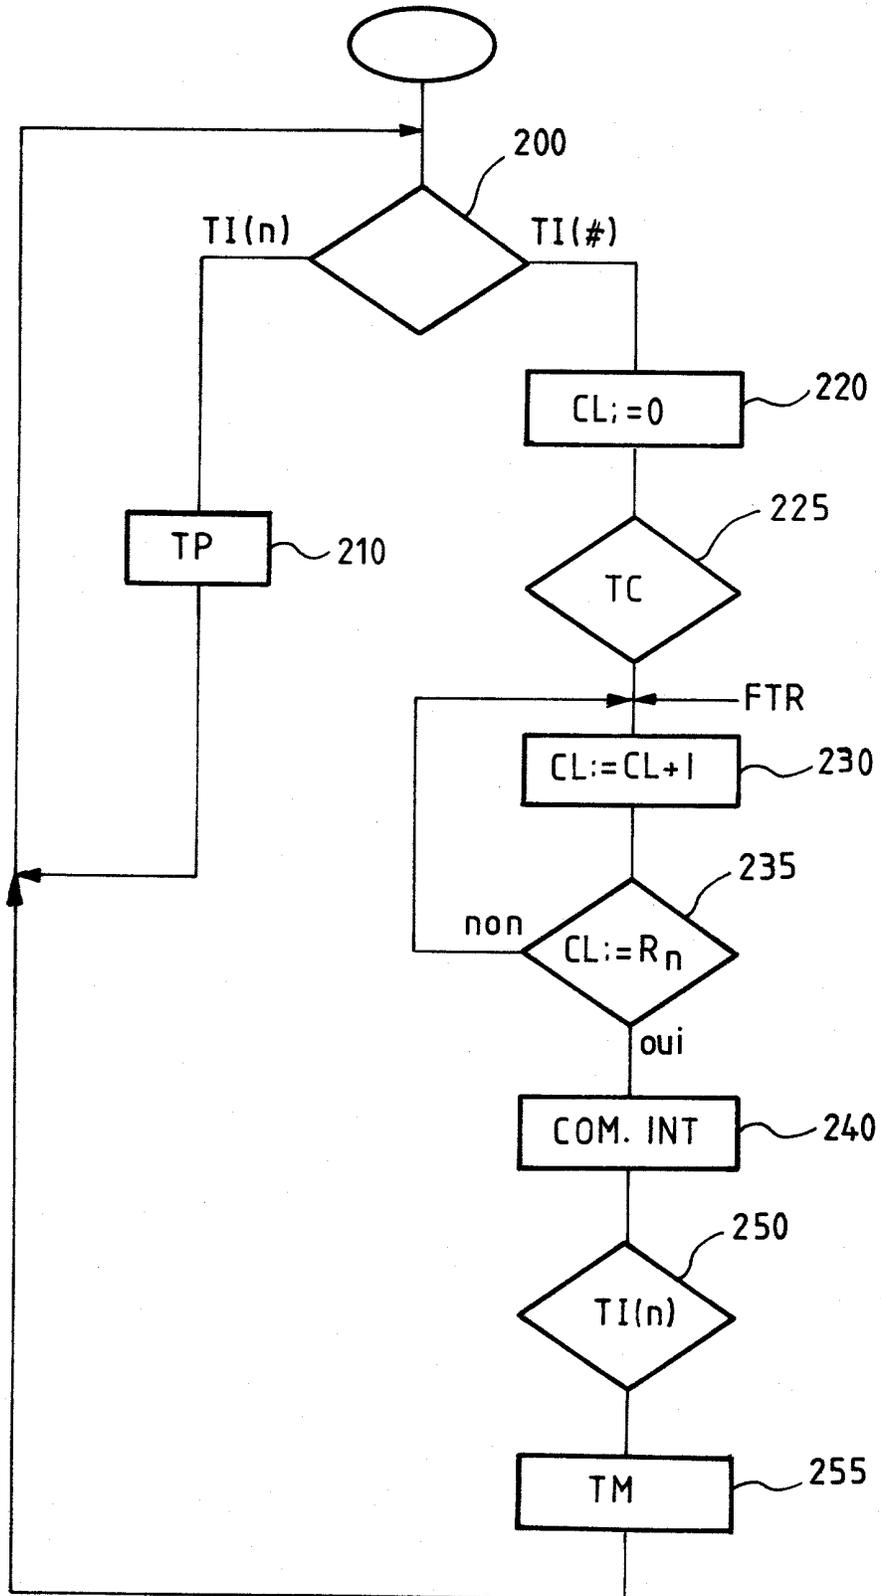 200
TI(n)
TI(#)
CL:=0
220
TC
225
TP
210
FTR
CL:=CL+1
230
235
non
CL:=Rn
oui
COM. INT
240
250
TI(n)
TM
255